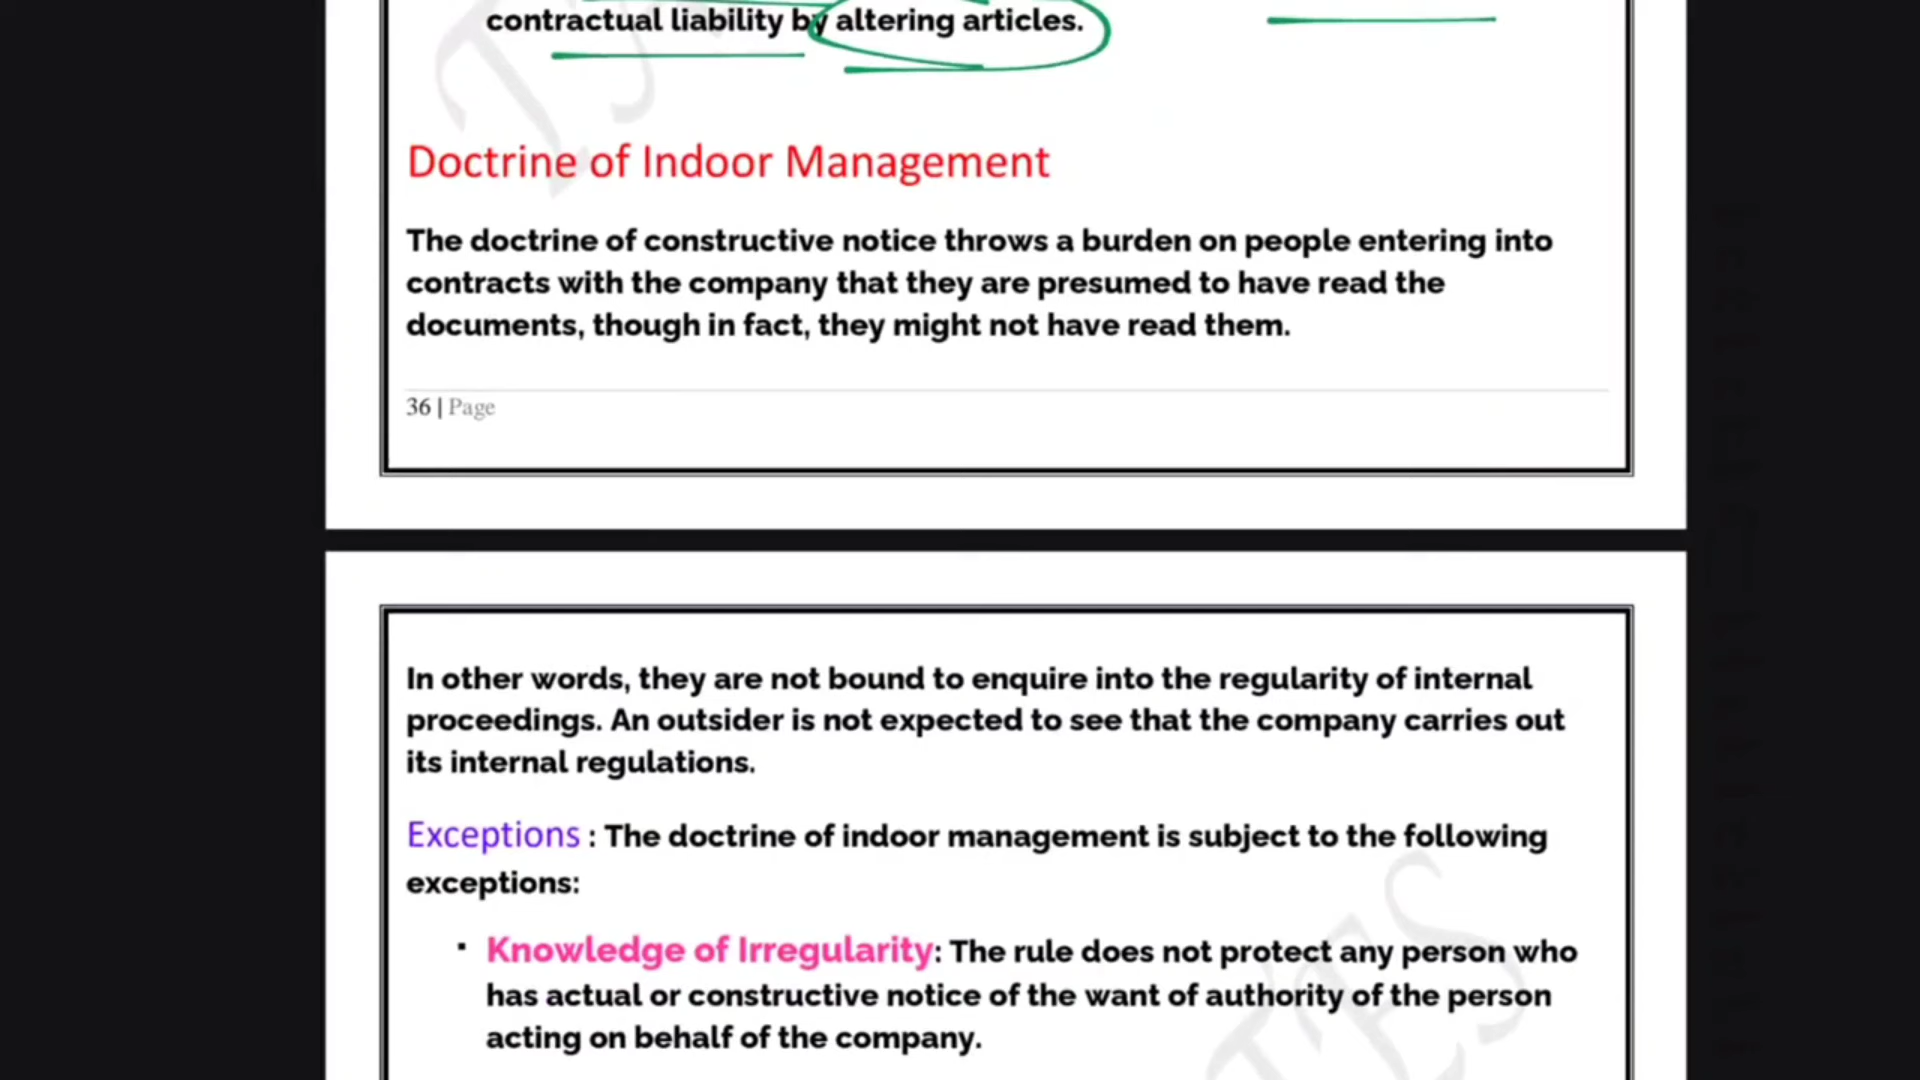 contractual liability by altering articles.
Doctrine of Indoor Management
The doctrine of constructive notice throws a burden on people entering into
contracts with the company that they are presumed to have read the
documents, though in fact, they might not have read them.
36 | Page
In other words, they are not bound to enquire into the regularity of internal
proceedings. An outsider is not expected to see that the company carries out
its internal regulations.
Exceptions : The doctrine of indoor management is subject to the following
exceptions:
▪ Knowledge of Irregularity: The rule does not protect any person who
has actual or constructive notice of the want of authority of the person
acting on behalf of the company.